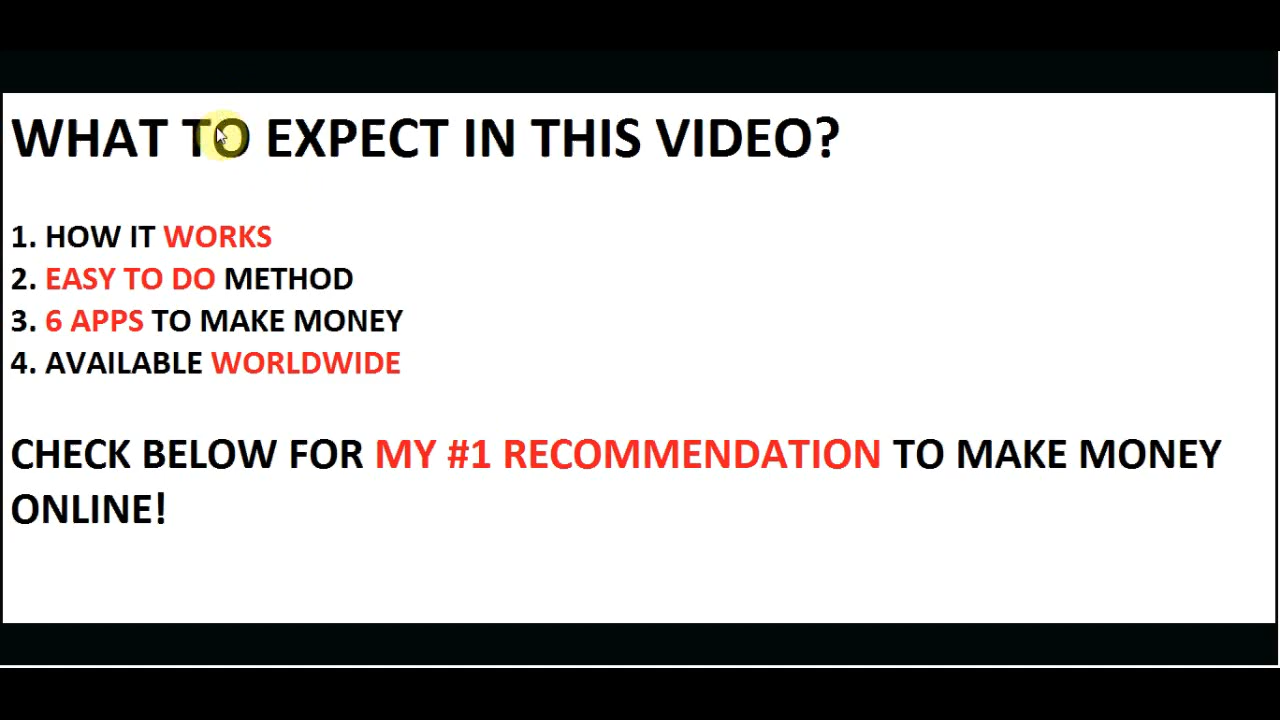 WHAT TO EXPECT IN THIS VIDEO?
1. HOW IT WORKS
2. EASY TO DO METHOD
3. 6 APPS TO MAKE MONEY
4. AVAILABLE WORLDWIDE
CHECK BELOW FOR MY #1 RECOMMENDATION TO MAKE MONEY
ONLINE!